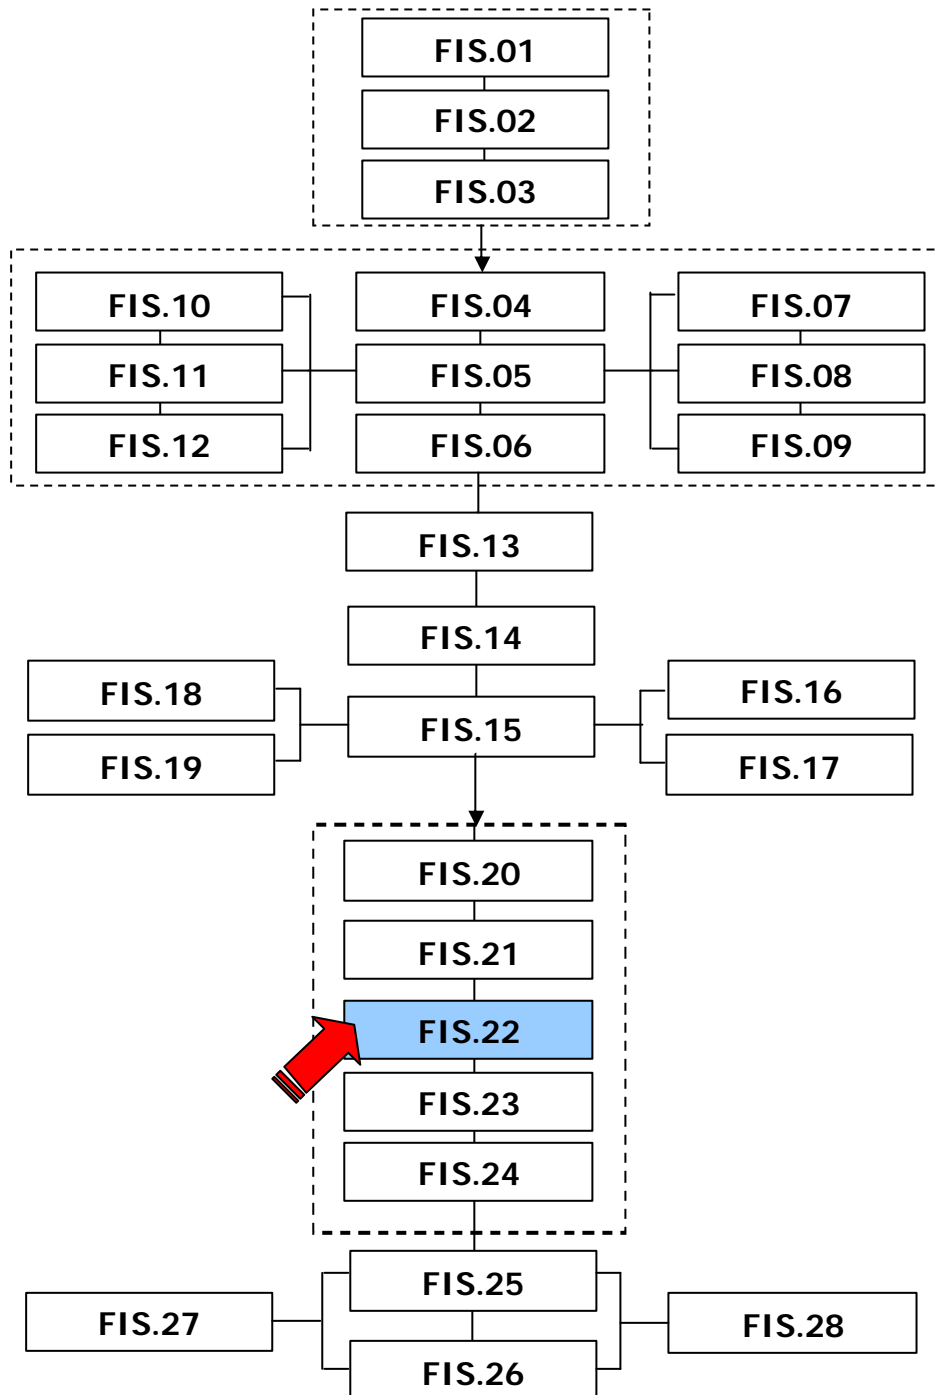 FIS.01
FIS.02
FIS.03
FIS.10 FIS.04 FIS.07
FIS.11 FIS.05 FIS.08
FIS.12 FIS.06 FIS.09
FIS.13
FIS.14
FIS.18 FIS.16
FIS.15
FIS.19 FIS.17
FIS.20
FIS.21
FIS.22
FIS.23
FIS.24
FIS.25
FIS.27 FIS.28
FIS.26